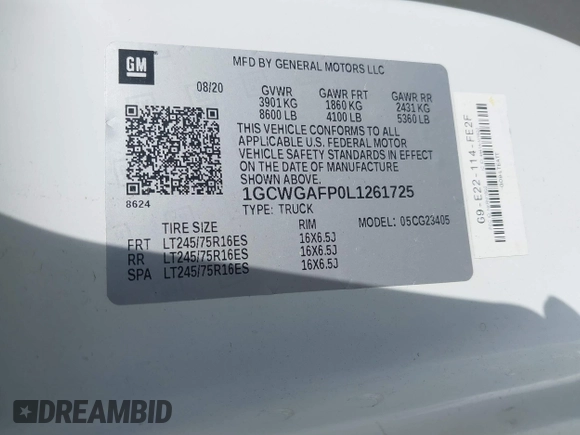 GM
MFD BY GENERAL MOTORS LLC
08/20 GVWR GAWR FRT GAWR RR
3901 KG 1860 KG 2431 KG
8600 LB 4100 LB 5360 LB
THIS VEHICLE CONFORMS TO ALL
APPLICABLE U.S. FEDERAL MOTOR
VEHICLE SAFETY STANDARDS IN
EFFECT ON THE DATE OF MANUFACTURE
SHOWN ABOVE.
8624
1GCWGAFP0L1261725
TYPE: TRUCK MODEL: 05CG23405
TIRE SIZE RIM
FRT LT245/75R16ES 16X6.5J
RR LT245/75R16ES 16X6.5J
SPA LT245/75R16ES 16X6.5J
G9-E22-114-FE2F
DREAMBID